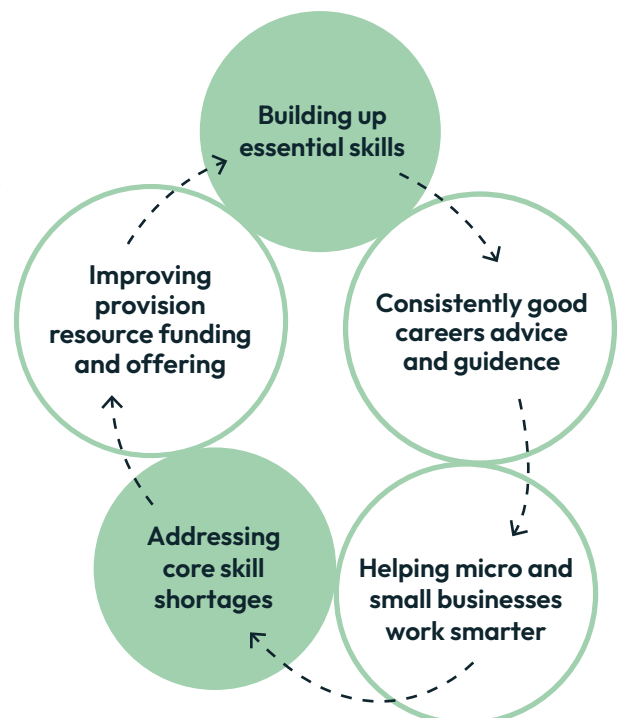 Building up
essential skills
Consistently good
careers advice
and guidence
Helping micro and
small businesses
work smarter
Addressing
core skill
shortages
Improving
provision
resource funding
and offering